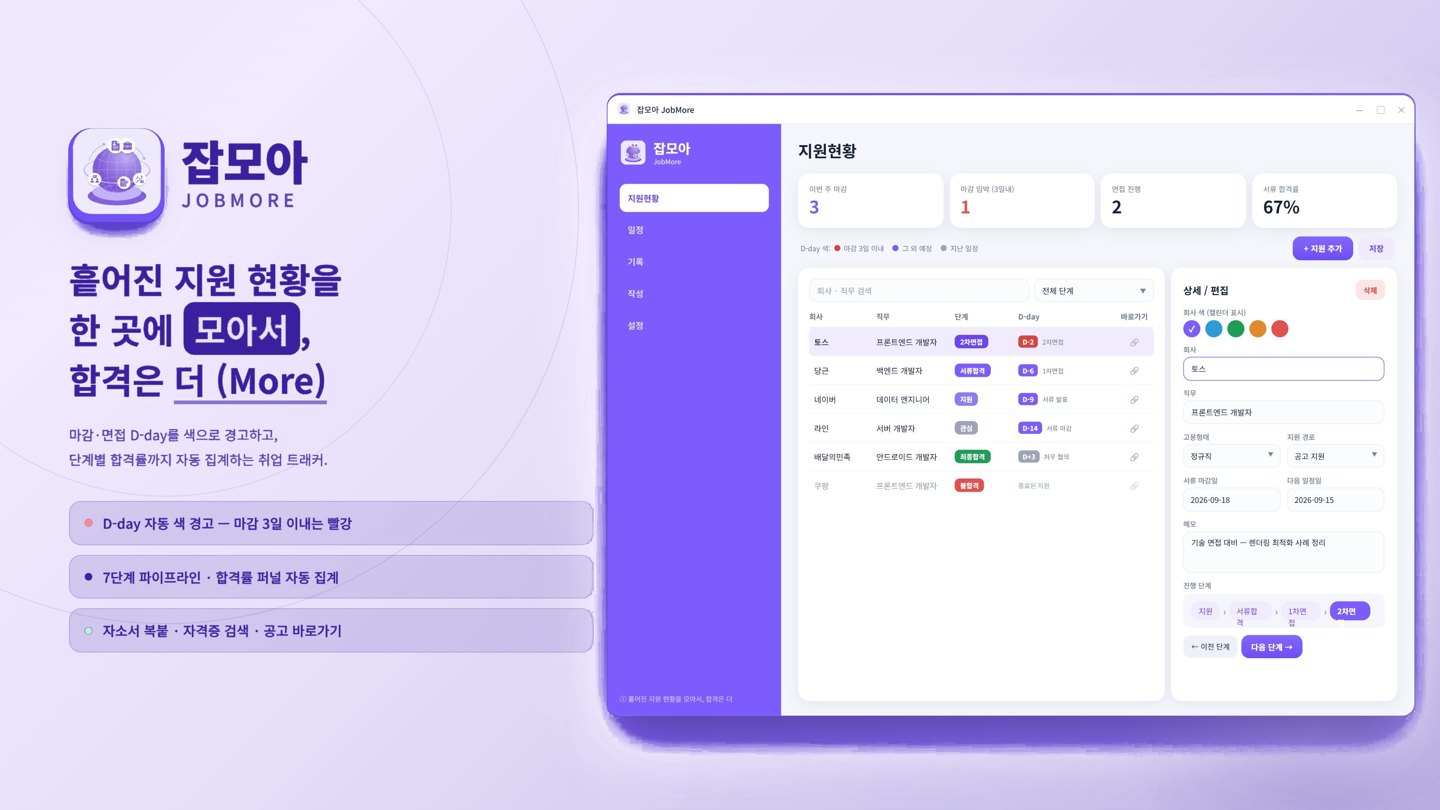 잡모아
JOBMORE
흩어진 지원 현황을
한 곳에 모아서,
합격은 더 (More)
마감·면접 D-day를 색으로 경고하고,
단계별 합격률까지 자동 집계하는 취업 트래커.
D-day 자동 색 경고 — 마감 3일 이내는 빨강
7단계 파이프라인 · 합격률 퍼널 자동 집계
자소서 복붙 · 자격증 검색 · 공고 바로가기
잡모아 JobMore
잡모아
JobMore
지원현황
일정
기록
작성
설정
ⓘ 흩어진 지원 현황을 모아서, 합격은 더
지원현황
이번 주 마감
3
마감 임박 (3일내)
1
면접 진행
2
서류 합격률
67%
D-day 색: 마감 3일 이내 그 외 예정 지난 일정
+ 지원 추가
저장
회사 · 직무 검색
전체 단계
회사 직무 단계 D-day 바로가기
토스 프론트엔드 개발자 2차면접 D-2 2차면접
당근 백엔드 개발자 서류합격 D-6 1차면접
네이버 데이터 엔지니어 지원 D-9 서류 발표
라인 서버 개발자 관심 D-14 서류 마감
배달의민족 안드로이드 개발자 최종합격 D+3 처우 협의
쿠팡 프론트엔드 개발자 불합격 종료된 지원
상세 / 편집
삭제
회사 색 (캘린더 표시)
회사
토스
직무
프론트엔드 개발자
고용형태 지원 경로
정규직 공고 지원
서류 마감일 다음 일정일
2026-09-18 2026-09-15
메모
기술 면접 대비 — 렌더링 최적화 사례 정리
진행 단계
지원 › 서류합격 › 1차면접 › 2차면
← 이전 단계 다음 단계 →